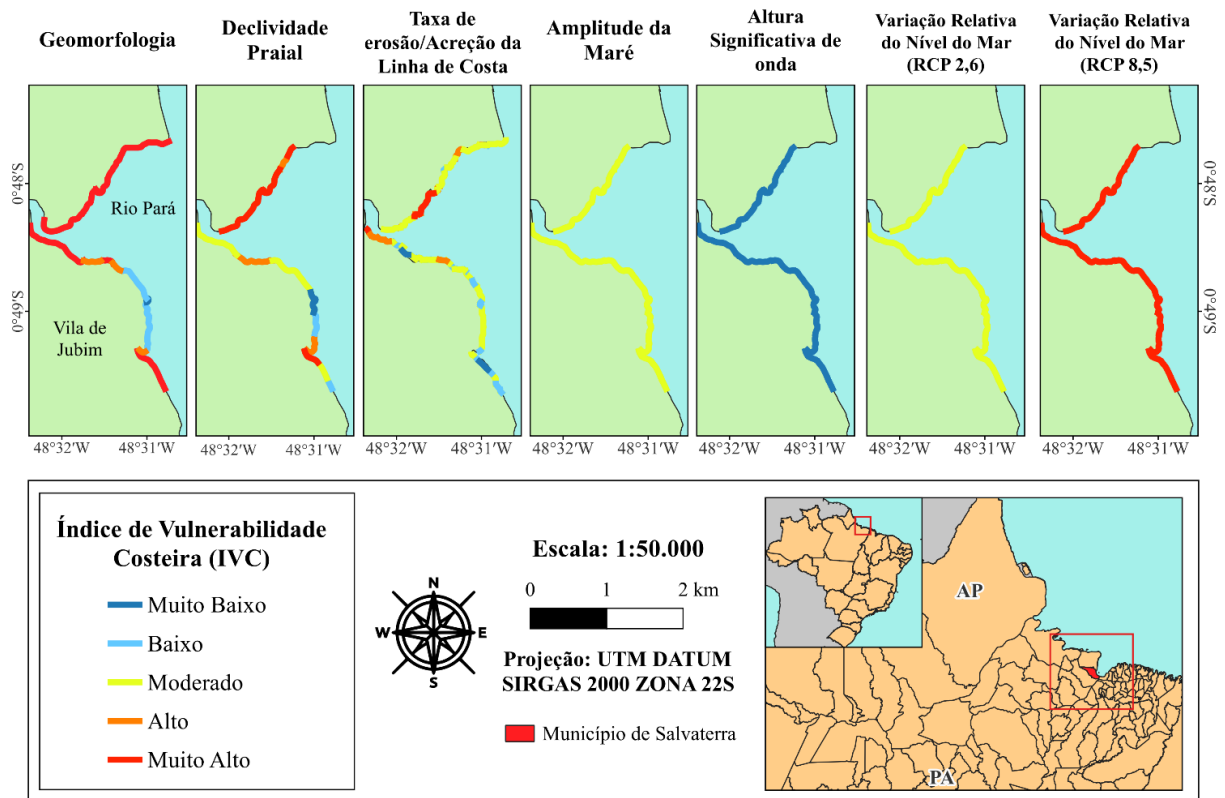 Geomorfologia
Declividade
Praial
Taxa de
erosão/Acreção da
Linha de Costa
Amplitude da
Maré
Altura
Significativa de
onda
Variação Relativa
do Nível do Mar
(RCP 2,6)
Variação Relativa
do Nível do Mar
(RCP 8,5)
0°48'S
0°49'S
Rio Pará
Vila de
Jubim
0°48'S
0°49'S
48°32'W 48°31'W
48°32'W 48°31'W
48°32'W 48°31'W
48°32'W 48°31'W
48°32'W 48°31'W
48°32'W 48°31'W
48°32'W 48°31'W
Índice de Vulnerabilidade
Costeira (IVC)
Muito Baixo
Baixo
Moderado
Alto
Muito Alto
N
W E
S
Escala: 1:50.000
0 1 2 km
Projeção: UTM DATUM
SIRGAS 2000 ZONA 22S
Município de Salvaterra
AP
PA